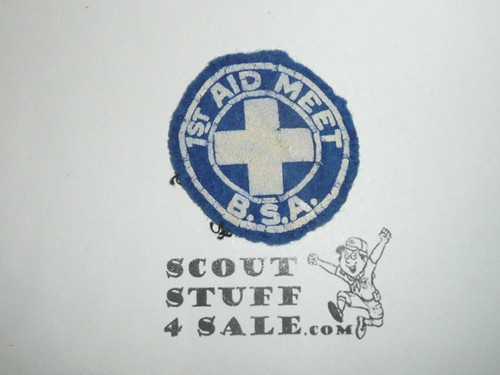 1ST AID MEET
B.S.A.
SCOUT
STUFF
4 SALE.COM